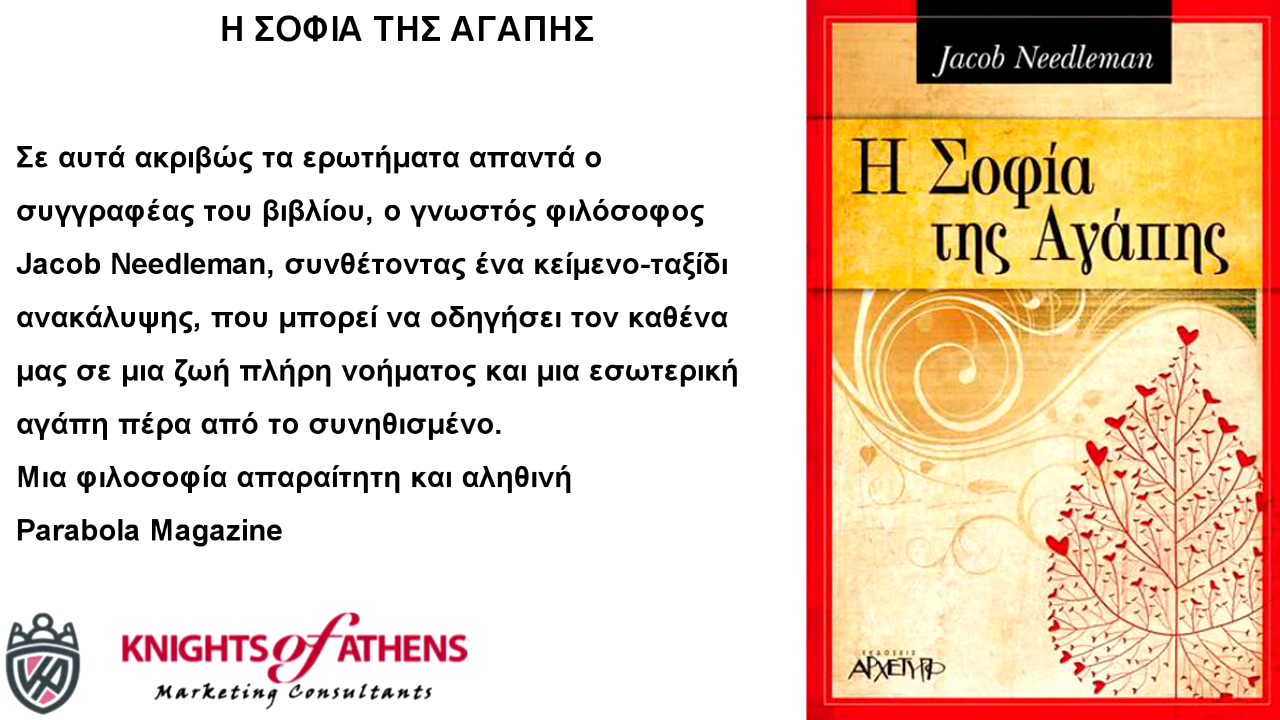 Η ΣΟΦΙΑ ΤΗΣ ΑΓΑΠΗΣ
Σε αυτά ακριβώς τα ερωτήματα απαντά ο
συγγραφέας του βιβλίου, ο γνωστός φιλόσοφος
Jacob Needleman, συνθέτοντας ένα κείμενο-ταξίδι
ανακάλυψης, που μπορεί να οδηγήσει τον καθένα
μας σε μια ζωή πλήρη νοήματος και μια εσωτερική
αγάπη πέρα από το συνηθισμένο.
Μια φιλοσοφία απαραίτητη και αληθινή
Parabola Magazine
KNIGHTS of ATHENS
Marketing Consultants
Jacob Needleman
Η Σοφία
της Αγάπης
ΕΚΔΟΣΕΙΣ
ΑΡΧΕΤΥΠΟ